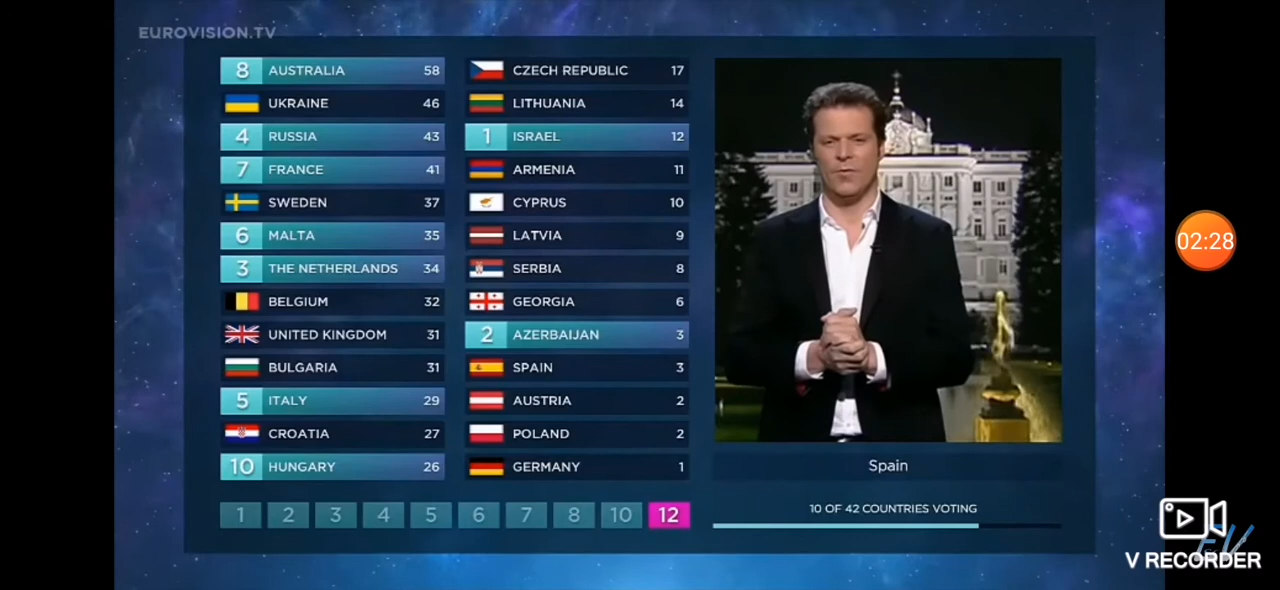 EUROVISION.TV
8 AUSTRALIA 58
UKRAINE 46
4 RUSSIA 43
7 FRANCE 41
SWEDEN 37
6 MALTA 35
3 THE NETHERLANDS 34
BELGIUM 32
UNITED KINGDOM 31
BULGARIA 31
5 ITALY 29
CROATIA 27
10 HUNGARY 26
CZECH REPUBLIC 17
LITHUANIA 14
1 ISRAEL 12
ARMENIA 11
CYPRUS 10
LATVIA 9
SERBIA 8
GEORGIA 6
2 AZERBAIJAN 3
SPAIN 3
AUSTRIA 2
POLAND 2
GERMANY 1
1 2 3 4 5 6 7 8 10 12
Spain
10 OF 42 COUNTRIES VOTING
02:28
V RECORDER